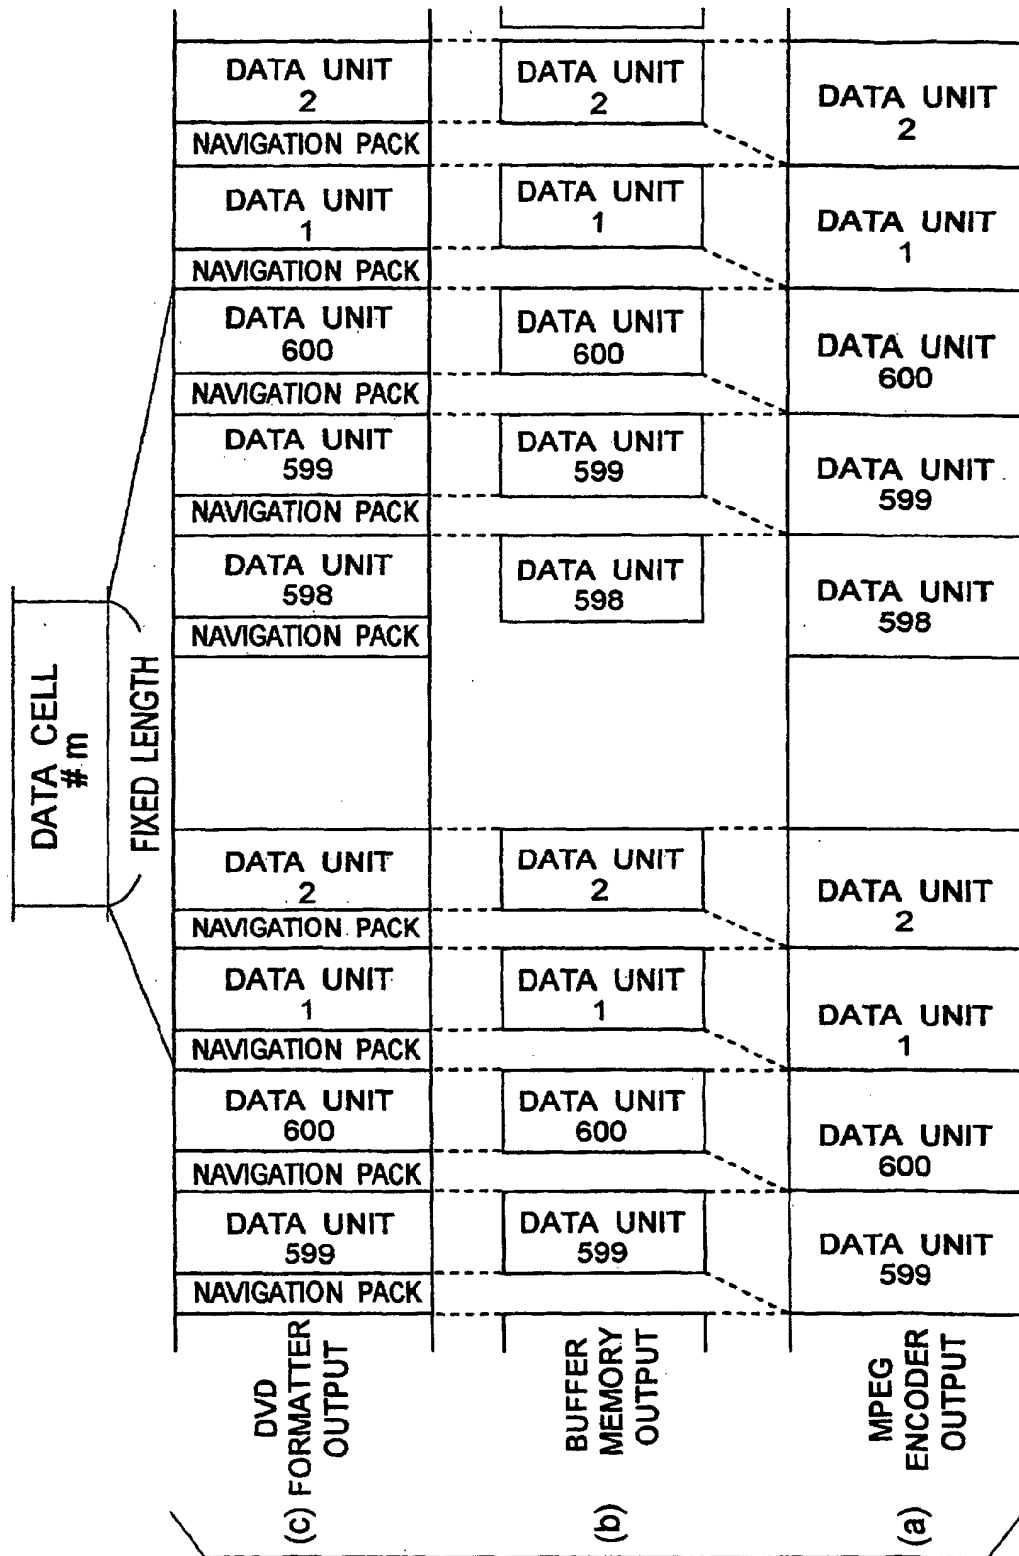 DATA UNIT
2
NAVIGATION PACK
DATA UNIT
1
NAVIGATION PACK
DATA UNIT
600
NAVIGATION PACK
DATA UNIT
599
NAVIGATION PACK
DATA UNIT
598
NAVIGATION PACK
DATA UNIT
2
NAVIGATION PACK
DATA UNIT
1
NAVIGATION PACK
DATA UNIT
600
NAVIGATION PACK
DATA UNIT
599
NAVIGATION PACK
DATA UNIT
2
DATA UNIT
1
DATA UNIT
600
DATA UNIT
599
DATA UNIT
598
DATA UNIT
2
DATA UNIT
1
DATA UNIT
600
DATA UNIT
599
DATA UNIT
2
DATA UNIT
1
DATA UNIT
600
DATA UNIT
599
DATA UNIT
598
DATA UNIT
2
DATA UNIT
1
DATA UNIT
600
DATA UNIT
599
DATA CELL
#m
FIXED LENGTH
DVD
(c) FORMATTER
OUTPUT
BUFFER
(b) MEMORY
OUTPUT
MPEG
(a) ENCODER
OUTPUT